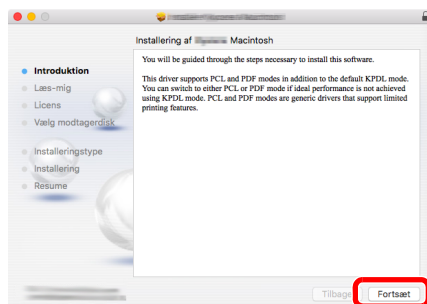 Installering af Macintosh
Introduktion
Læs-mig
Licens
Vælg modtagerdisk
Installeringstype
Installering
Resume
You will be guided through the steps necessary to install this software.
This driver supports PCL and PDF modes in addition to the default KPDL mode.
You can switch to either PCL or PDF mode if ideal performance is not achieved
using KPDL mode. PCL and PDF modes are generic drivers that support limited
printing features.
Tilbage
Fortsæt